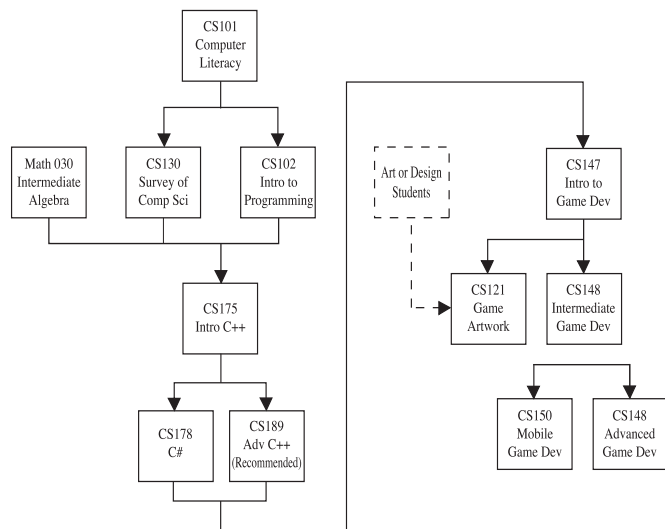 CS101
Computer
Literacy
Math 030
Intermediate
Algebra
CS130
Survey of
Comp Sci
CS102
Intro to
Programming
CS175
Intro C++
CS178
C#
CS189
Adv C++
(Recommended)
Art or Design
Students
CS147
Intro to
Game Dev
CS121
Game
Artwork
CS148
Intermediate
Game Dev
CS150
Mobile
Game Dev
CS148
Advanced
Game Dev